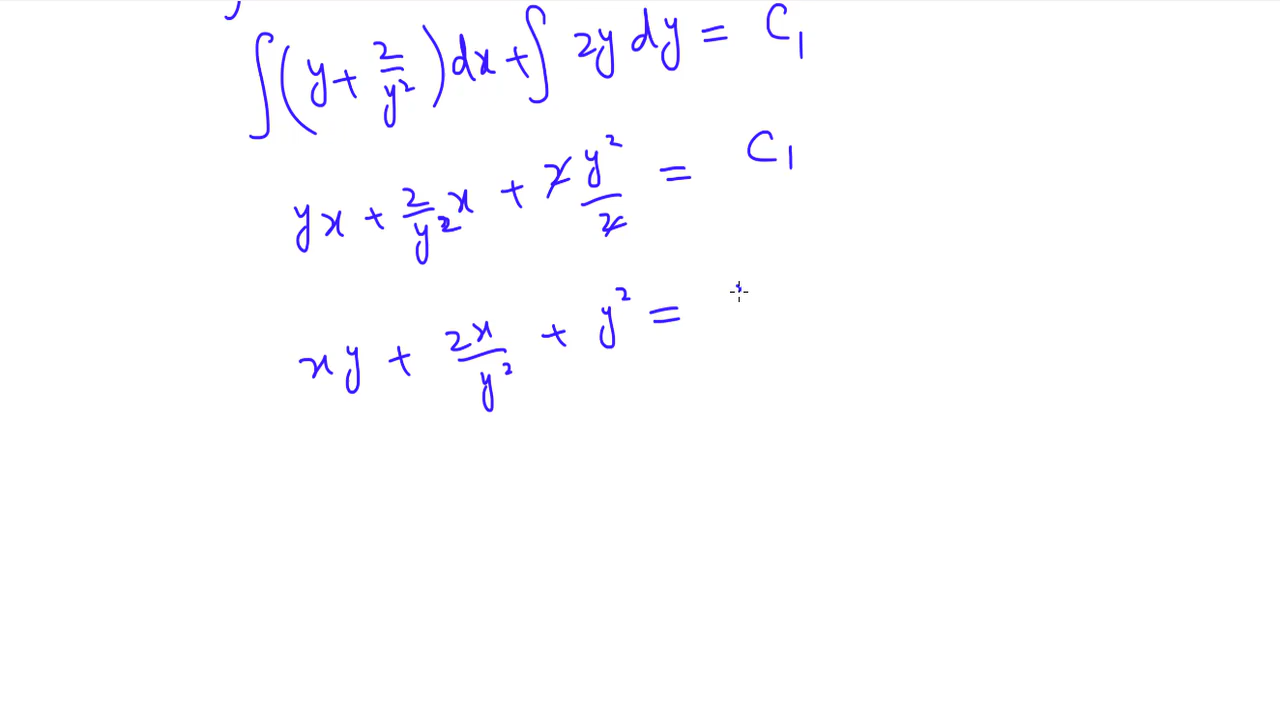 ∫(y + 2/y²) dx + ∫ 2y dy = C₁
yx + 2/y² x + 2 y²/2 = C₁
xy + 2x/y² + y² =